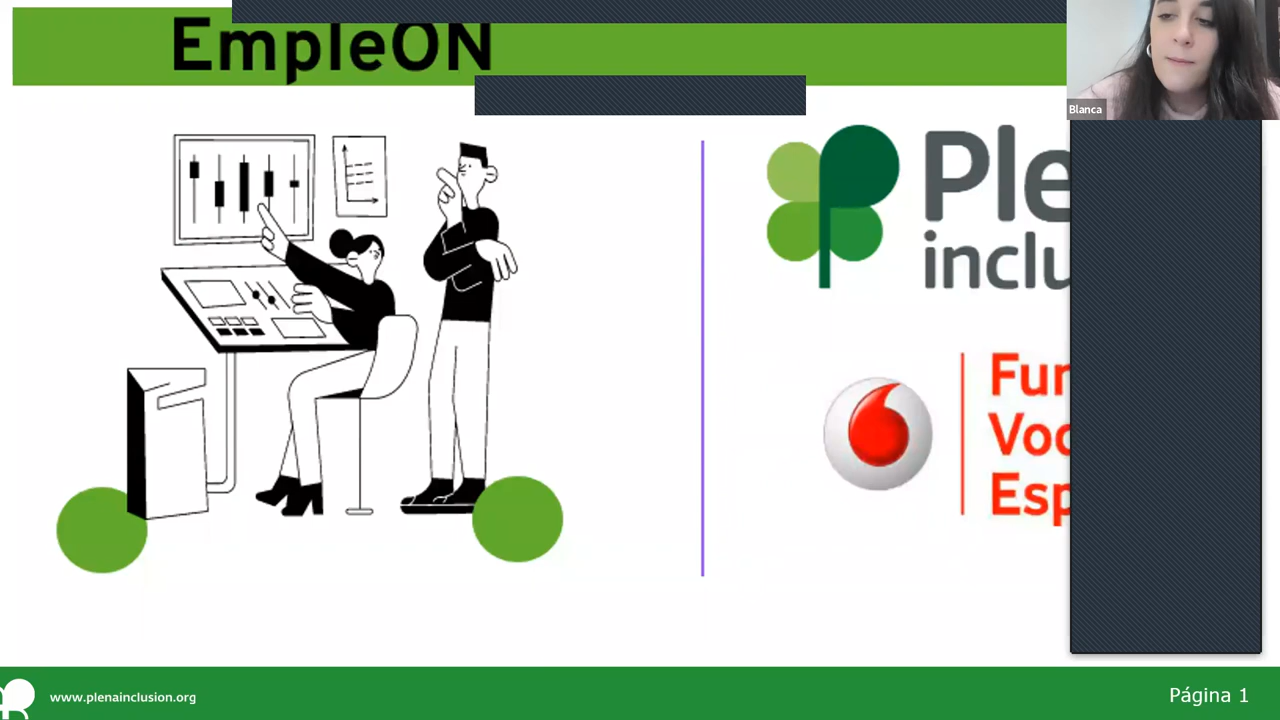 EmpleON
Blanca
Ple
inclu
Fun
Voc
Esp
www.plenainclusion.org
Página 1